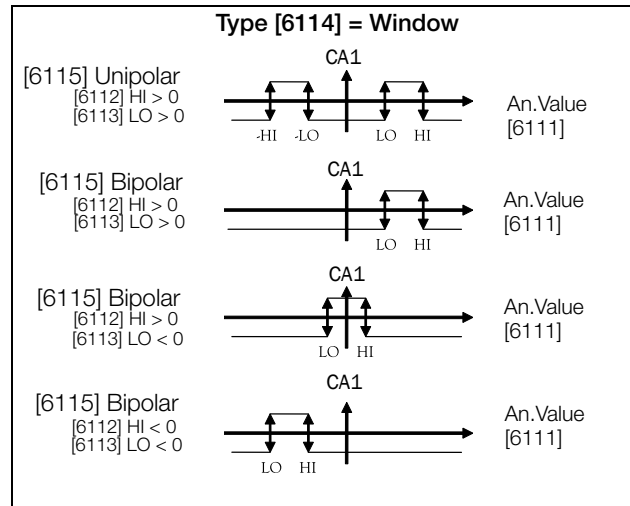 Type [6114] = Window
CA1
[6115] Unipolar
[6112] HI > 0
[6113] LO > 0
-HI -LO LO HI
An.Value
[6111]
CA1
[6115] Bipolar
[6112] HI > 0
[6113] LO > 0
LO HI
An.Value
[6111]
CA1
[6115] Bipolar
[6112] HI > 0
[6113] LO < 0
LO HI
An.Value
[6111]
CA1
[6115] Bipolar
[6112] HI < 0
[6113] LO < 0
LO HI
An.Value
[6111]